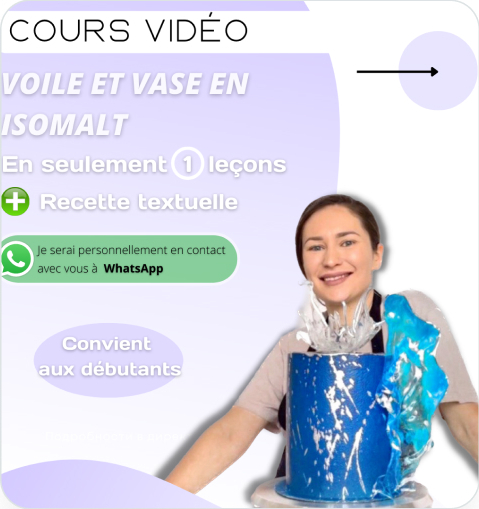 COURS VIDÉO
VOILE ET VASE EN
ISOMALT
En seulement 1 leçons
+ Recette textuelle
Je serai personnellement en contact
avec vous à WhatsApp
Convient
aux débutants